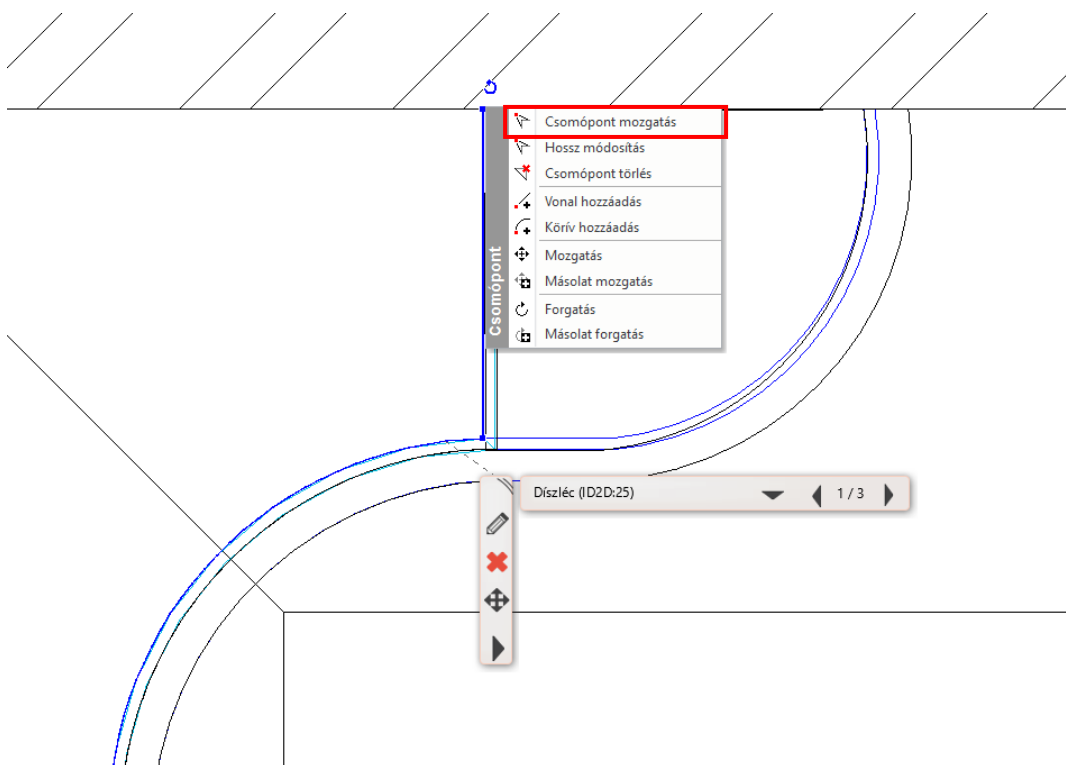 Csomópont
Csomópont mozgatás
Hossz módosítás
Csomópont törlés
Vonal hozzáadás
Körív hozzáadás
Mozgatás
Másolat mozgatás
Forgatás
Másolat forgatás
Díszléc (ID2D:25)
1 / 3